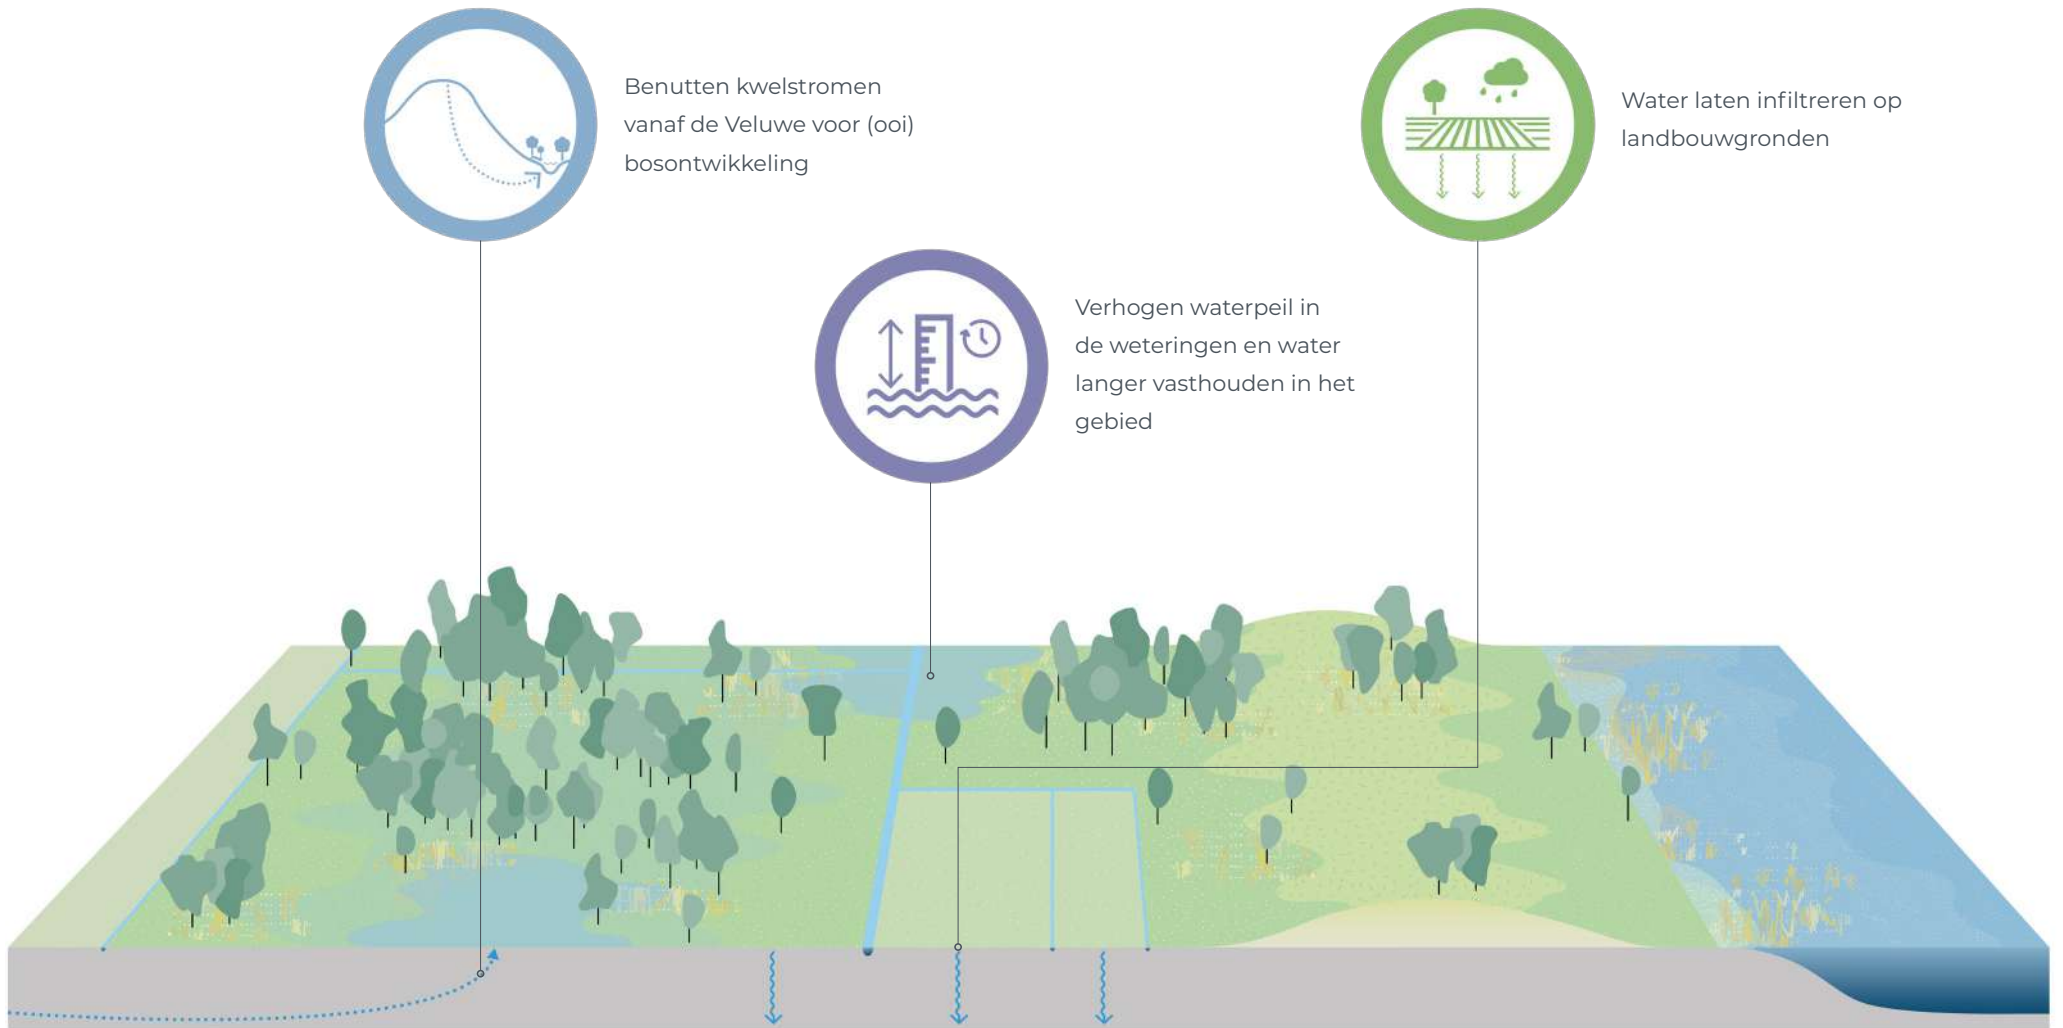 Benutten kwelstromen
vanaf de Veluwe voor (ooi)
bosontwikkeling
Water laten infiltreren op
landbouwgronden
Verhogen waterpeil in
de weteringen en water
langer vasthouden in het
gebied